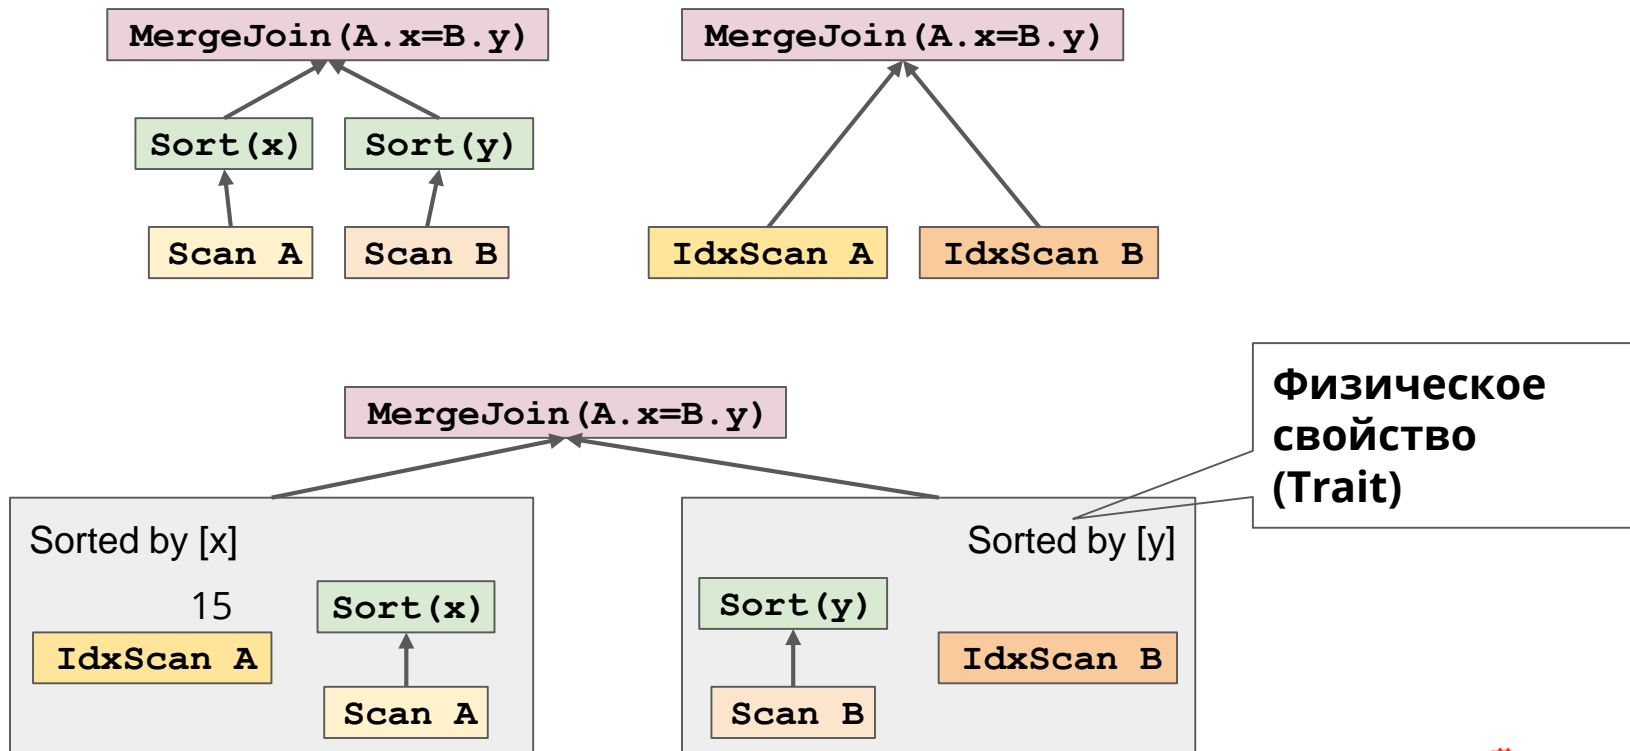 MergeJoin(A.x=B.y)
MergeJoin(A.x=B.y)
Sort(x)
Sort(y)
Scan A
Scan B
IdxScan A
IdxScan B
Физическое
свойство
(Trait)
MergeJoin(A.x=B.y)
Sorted by [x]
15
Sort(x)
IdxScan A
Scan A
Sorted by [y]
Sort(y)
IdxScan B
Scan B